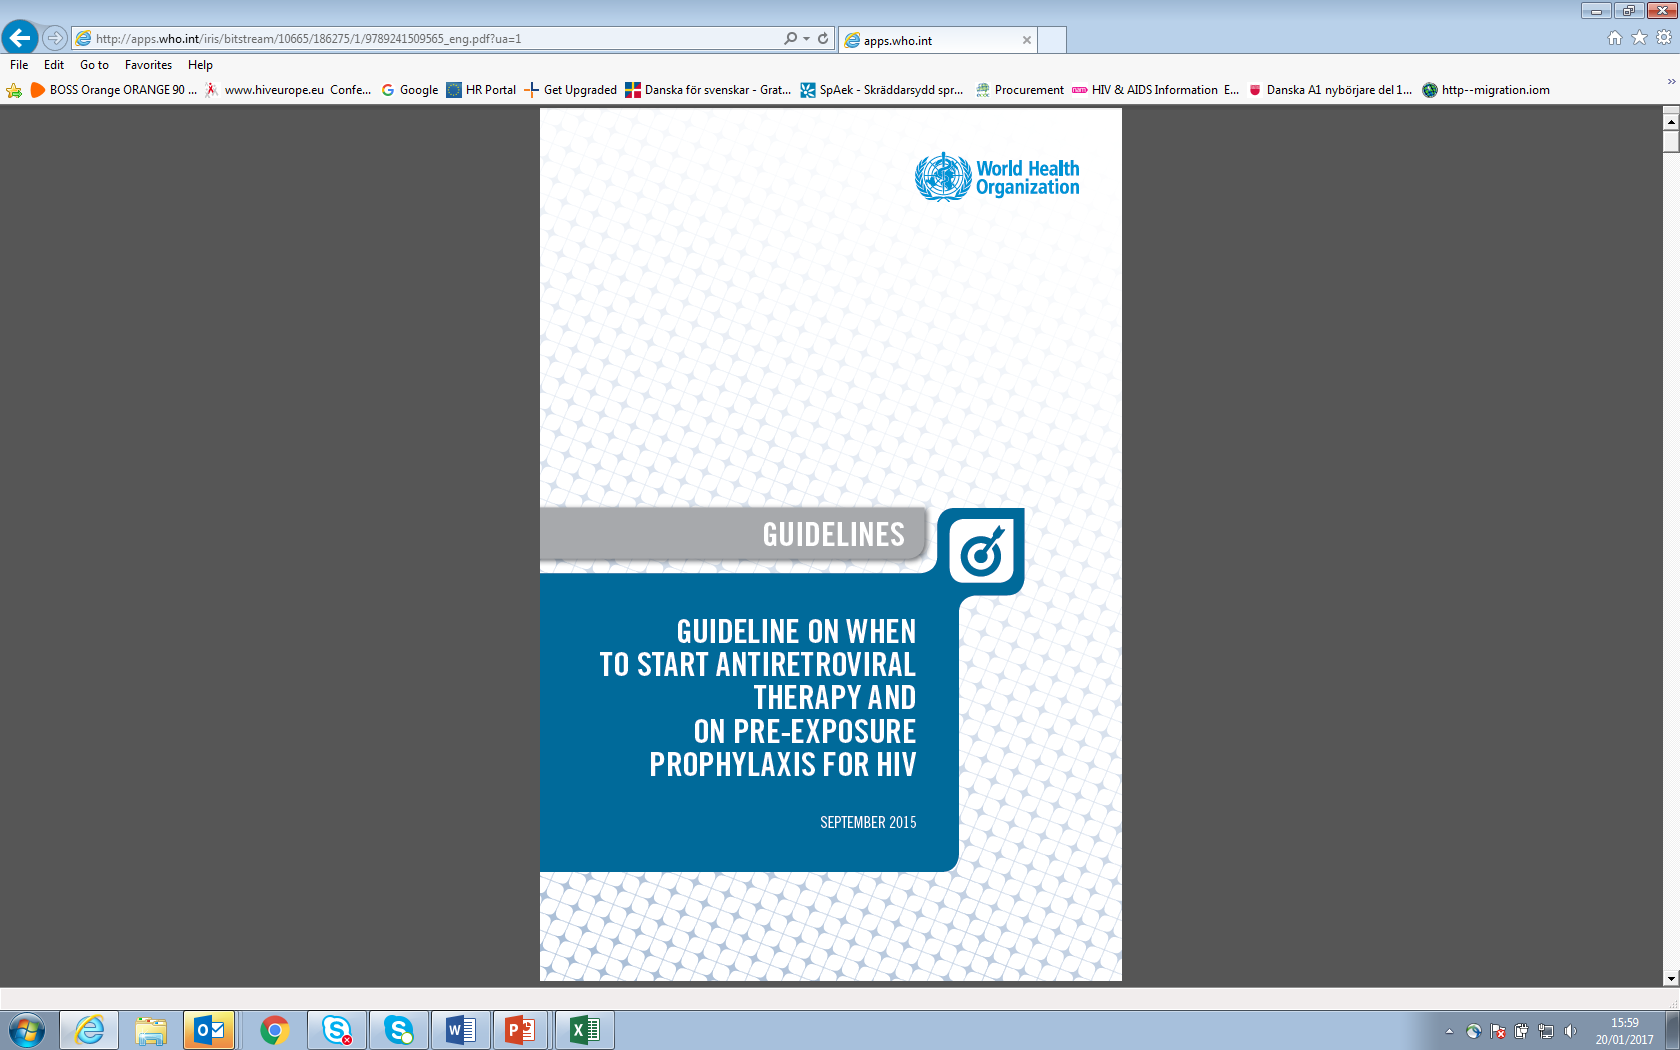 http://apps.who.int/iris/bitstream/10665/186275/1/9789241509565_eng.pdf?ua=1
apps.who.int
File Edit Go to Favorites Help
BOSS Orange ORANGE 90 ... www.hiveurope.eu Confe... Google HR Portal Get Upgraded Danska för svenskar - Grat... SpAek - Skräddarsydd spr... Procurement HIV & AIDS Information E... Danska A1 nybörjare del 1... http--migration.iom
World Health
Organization
GUIDELINES
GUIDELINE ON WHEN
TO START ANTIRETROVIRAL
THERAPY AND
ON PRE-EXPOSURE
PROPHYLAXIS FOR HIV
SEPTEMBER 2015
15:59
20/01/2017